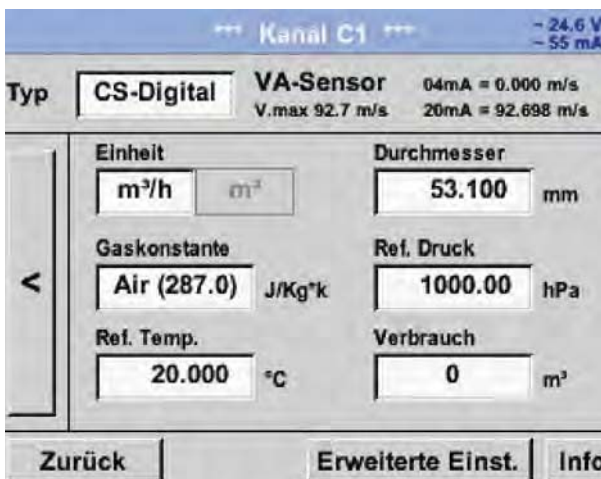 *** Kanal C1 ***
~ 24.6 V
~ 55 mA
Typ CS-Digital VA-Sensor 04mA = 0.000 m/s
V.max 92.7 m/s 20mA = 92.698 m/s
Einheit Durchmesser
m³/h m³ 53.100 mm
Gaskonstante Ref. Druck
Air (287.0) J/Kg*k 1000.00 hPa
Ref. Temp. Verbrauch
20.000 °C 0 m³
<
Zurück Erweiterte Einst. Info